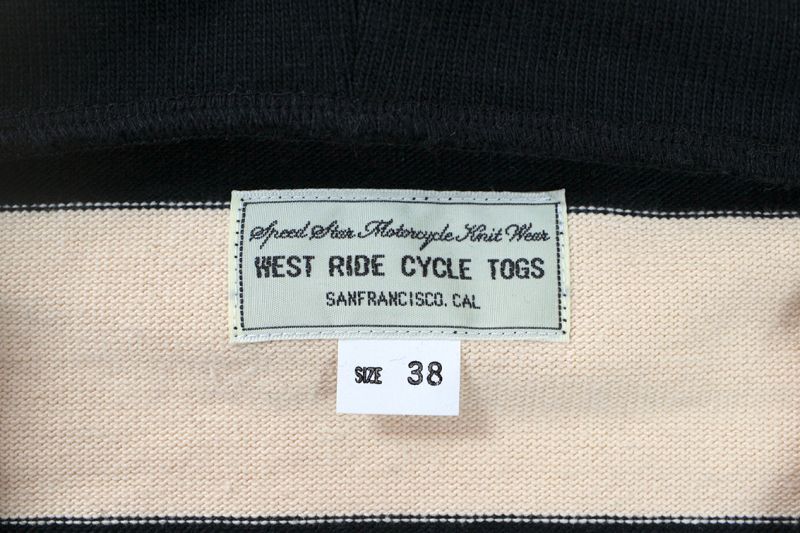 Speed Star Motorcycle Knit Wear
WEST RIDE CYCLE TOGS
SANFRANCISCO. CAL
SIZE 38